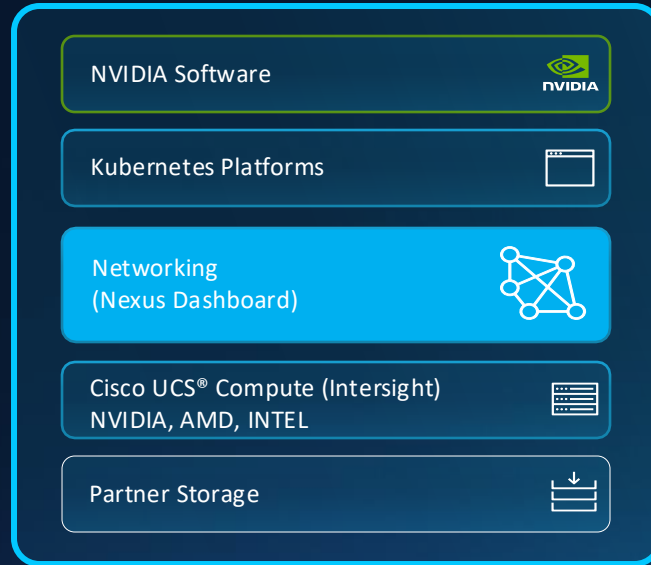 NVIDIA Software
NVIDIA
Kubernetes Platforms
Networking
(Nexus Dashboard)
Cisco UCS® Compute (Intersight)
NVIDIA, AMD, INTEL
Partner Storage